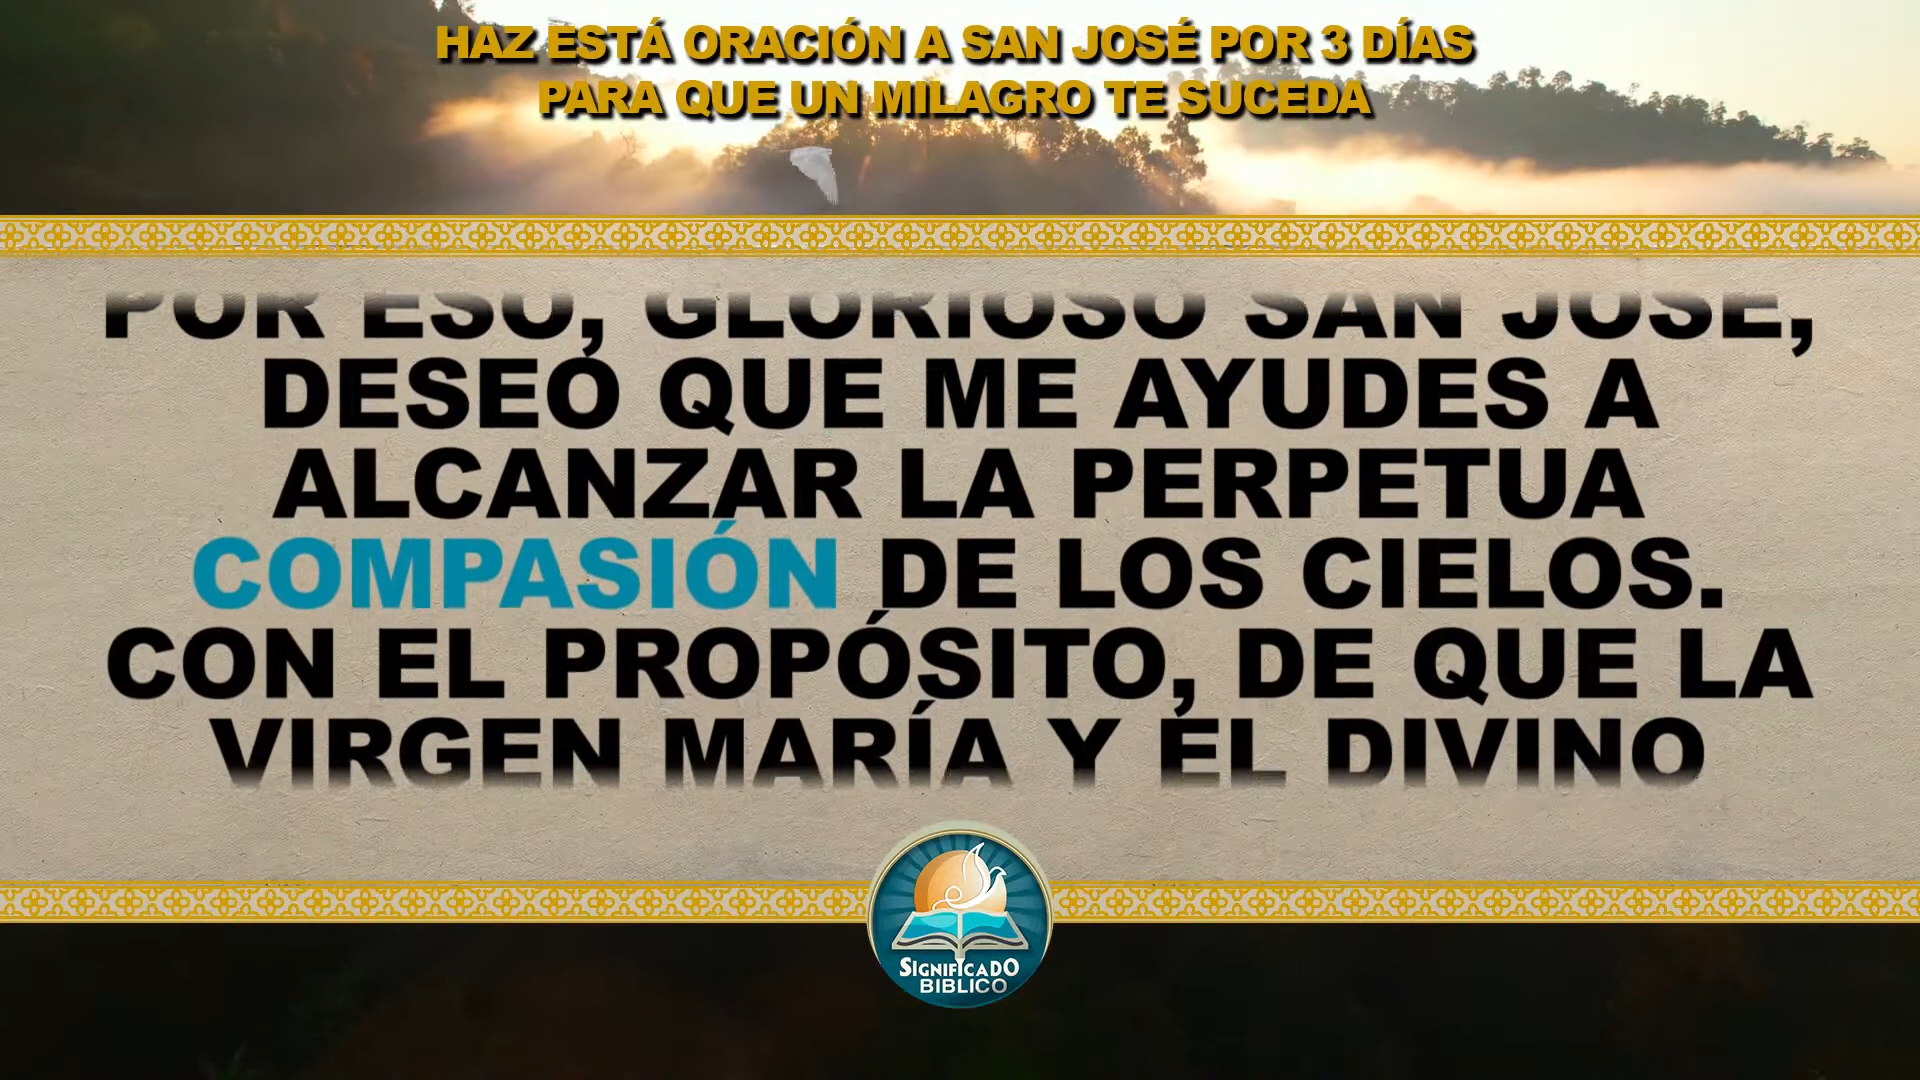 HAZ ESTÁ ORACIÓN A SAN JOSÉ POR 3 DÍAS
PARA QUE UN MILAGRO TE SUCEDA
POR ESO, GLORIOSO SAN JOSÉ,
DESEO QUE ME AYUDES A
ALCANZAR LA PERPETUA
COMPASIÓN DE LOS CIELOS.
CON EL PROPÓSITO, DE QUE LA
VIRGEN MARÍA Y EL DIVINO
SIGNIFICADO
BIBLICO